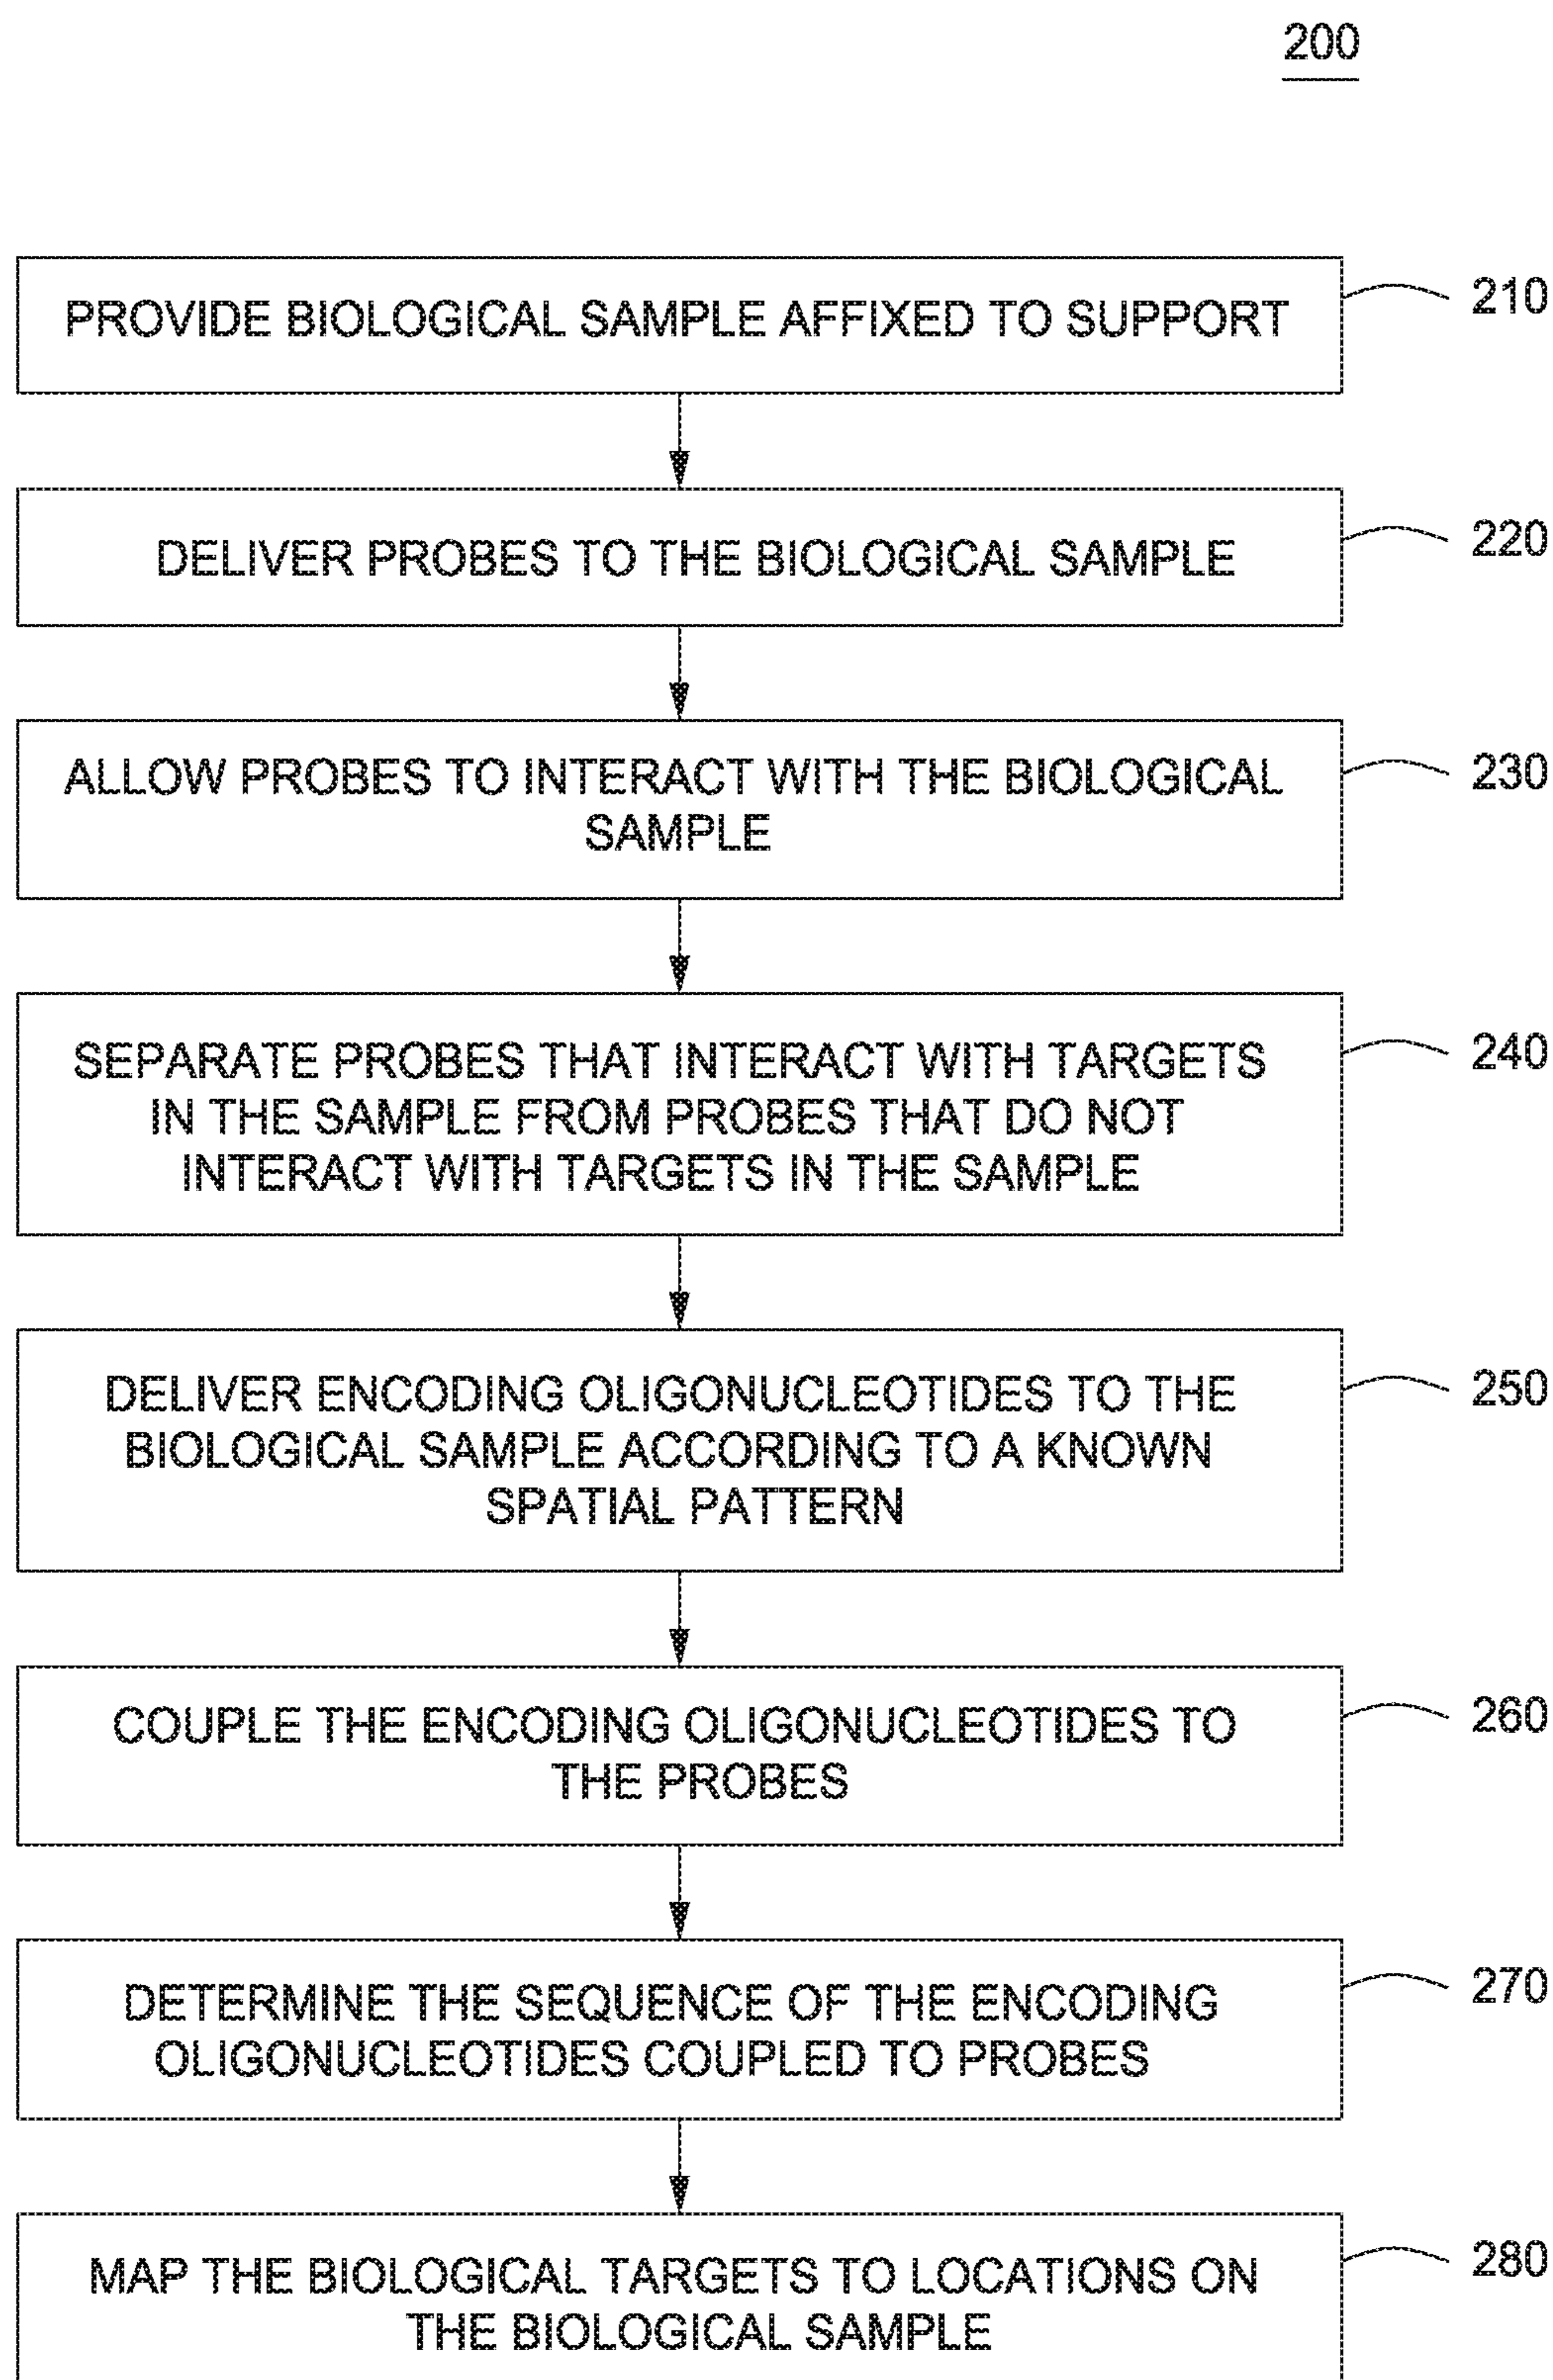 200
PROVIDE BIOLOGICAL SAMPLE AFFIXED TO SUPPORT
210
DELIVER PROBES TO THE BIOLOGICAL SAMPLE
220
ALLOW PROBES TO INTERACT WITH THE BIOLOGICAL
SAMPLE
230
SEPARATE PROBES THAT INTERACT WITH TARGETS
IN THE SAMPLE FROM PROBES THAT DO NOT
INTERACT WITH TARGETS IN THE SAMPLE
240
DELIVER ENCODING OLIGONUCLEOTIDES TO THE
BIOLOGICAL SAMPLE ACCORDING TO A KNOWN
SPATIAL PATTERN
250
COUPLE THE ENCODING OLIGONUCLEOTIDES TO
THE PROBES
260
DETERMINE THE SEQUENCE OF THE ENCODING
OLIGONUCLEOTIDES COUPLED TO PROBES
270
MAP THE BIOLOGICAL TARGETS TO LOCATIONS ON
THE BIOLOGICAL SAMPLE
280